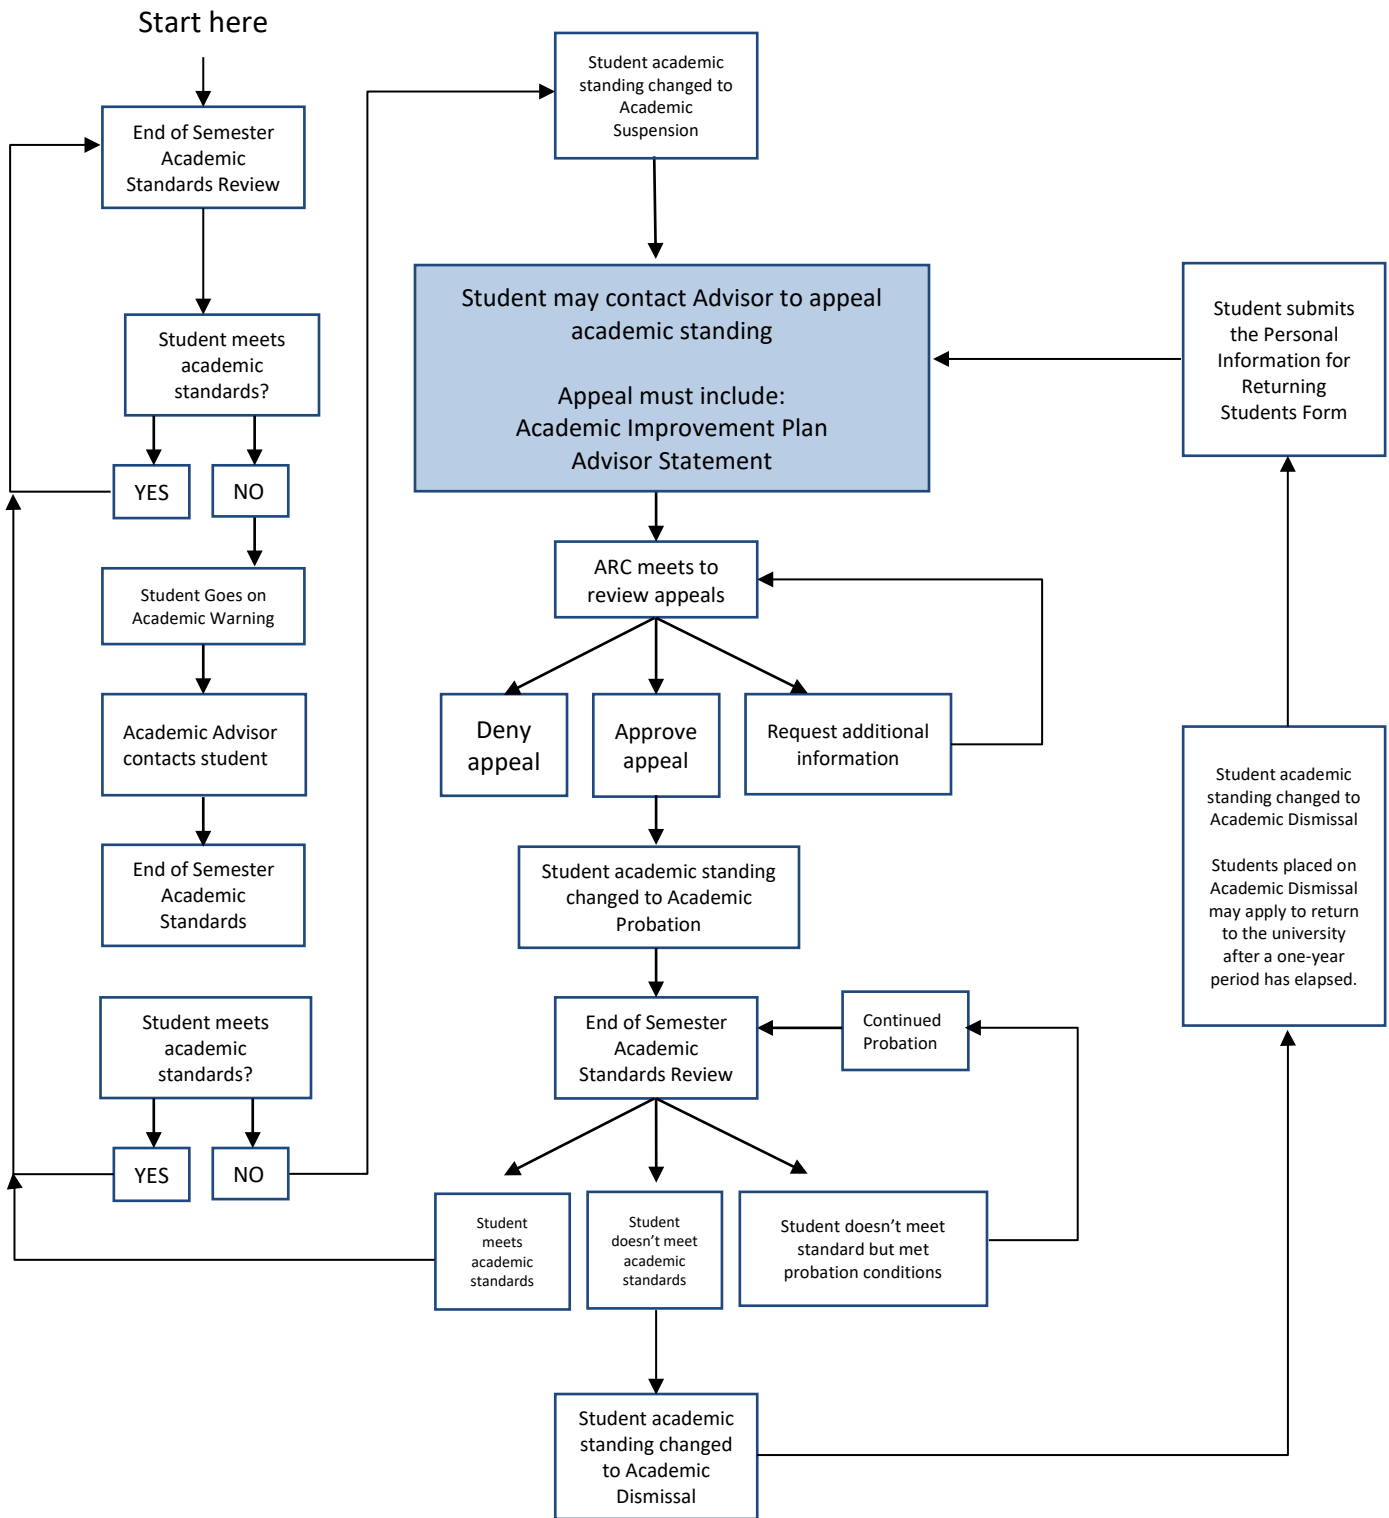 Start here
End of Semester
Academic
Standards Review
Student meets
academic
standards?
YES
NO
Student Goes on
Academic Warning
Academic Advisor
contacts student
End of Semester
Academic
Standards
Student meets
academic
standards?
YES
NO
Student academic
standing changed to
Academic
Suspension
Student may contact Advisor to appeal
academic standing
Appeal must include:
Academic Improvement Plan
Advisor Statement
ARC meets to
review appeals
Deny
appeal
Approve
appeal
Request additional
information
Student academic standing
changed to Academic
Probation
End of Semester
Academic
Standards Review
Continued
Probation
Student
meets
academic
standards
Student
doesn’t meet
academic
standards
Student doesn’t meet
standard but met
probation conditions
Student academic
standing changed
to Academic
Dismissal
Student academic
standing changed to
Academic Dismissal
Students placed on
Academic Dismissal
may apply to return
to the university
after a one-year
period has elapsed.
Student submits
the Personal
Information for
Returning
Students Form